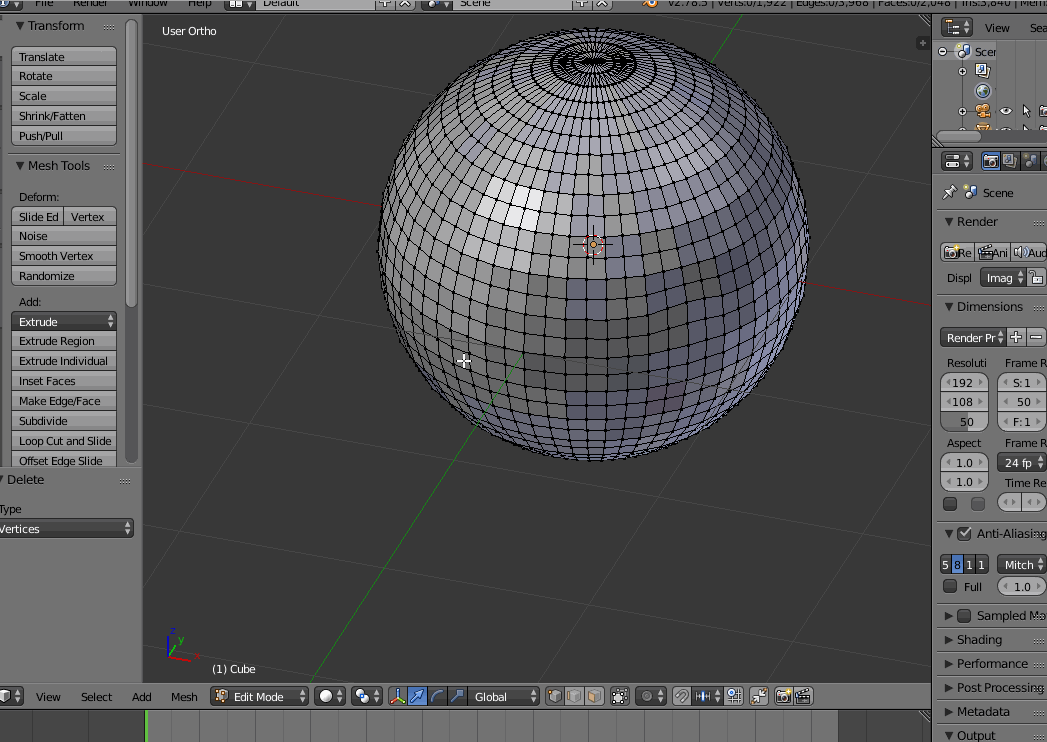 File Render Window Help Default Scene v2.78.5 | Verts:0/1,922 | Edges:0/3,968 | Faces:0/2,048 | Tris:3,840 | Mem
Transform
Translate
Rotate
Scale
Shrink/Fatten
Push/Pull
Mesh Tools
Deform:
Slide Ed Vertex
Noise
Smooth Vertex
Randomize
Add:
Extrude
Extrude Region
Extrude Individual
Inset Faces
Make Edge/Face
Subdivide
Loop Cut and Slide
Offset Edge Slide
Delete
Type
Vertices
User Ortho
z
y
x
(1) Cube
View Select Add Mesh Edit Mode Global
View Sea
Scen
Scene
Render
Re Ani Aud
Displ Imag
Dimensions
Render Pr
Resoluti Frame R
192 S:1
108 50
50 F:1
Aspect Frame R
1.0 24 fp
1.0 Time Re
Anti-Aliasing
5 8 1 1 Mitch
Full 1.0
Sampled Mo
Shading
Performance
Post Processing
Metadata
Output